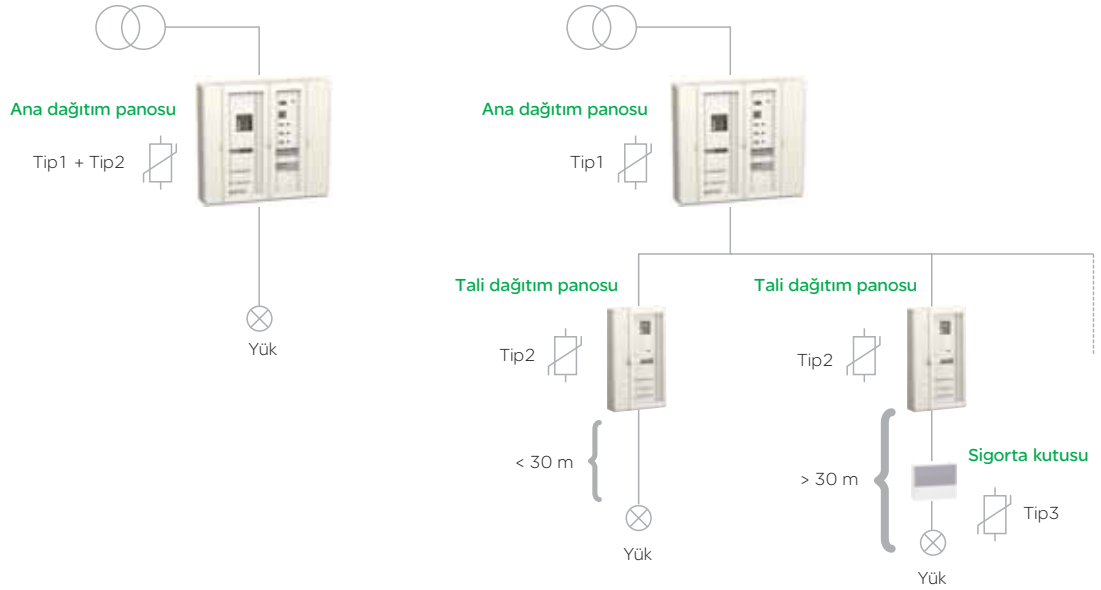 Ana dağıtım panosu
Tip1 + Tip2
Yük
Ana dağıtım panosu
Tip1
Tali dağıtım panosu
Tip2
< 30 m
Yük
Tali dağıtım panosu
Tip2
> 30 m
Sigorta kutusu
Tip3
Yük